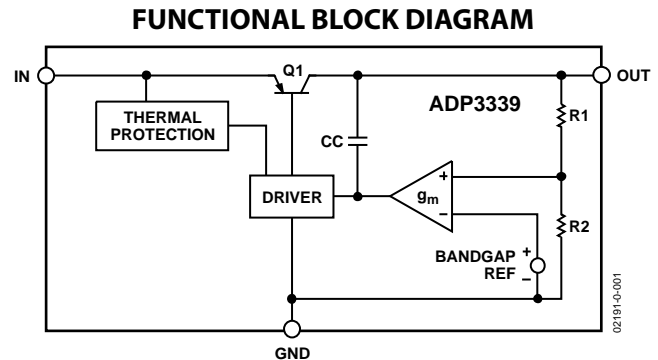 FUNCTIONAL BLOCK DIAGRAM
IN
Q1
OUT
THERMAL
PROTECTION
ADP3339
R1
CC
DRIVER
gm
+
−
R2
BANDGAP
REF
+
−
GND
02191-0-001